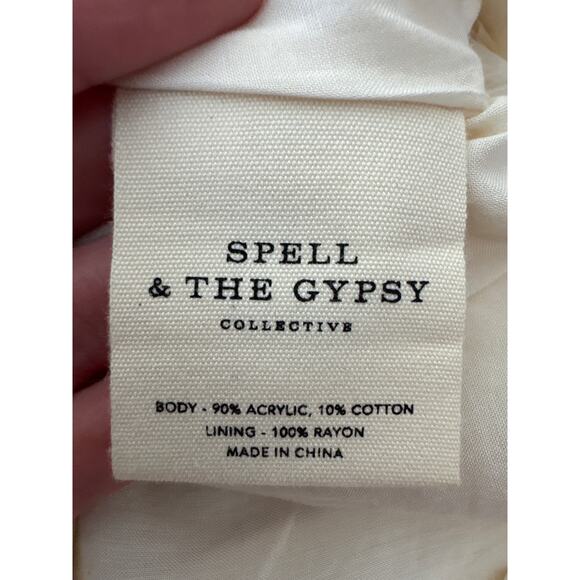 SPELL
& THE GYPSY
COLLECTIVE
BODY - 90% ACRYLIC, 10% COTTON
LINING - 100% RAYON
MADE IN CHINA